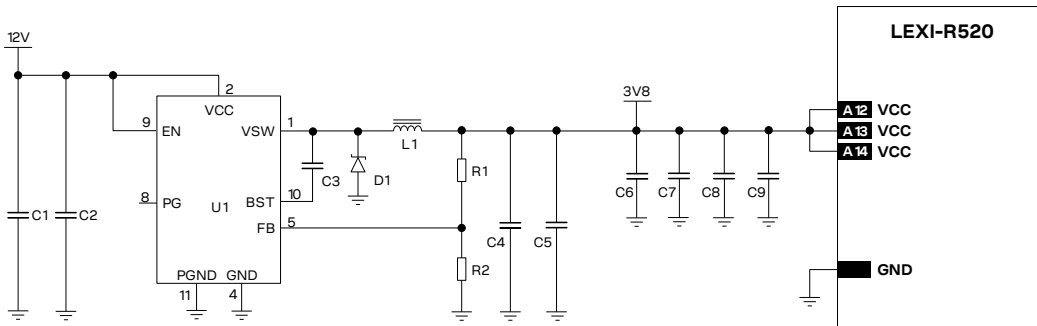 LEXI-R520
12V
3V8
2
VCC
A12 VCC
9
EN
VSW
1
A13 VCC
L1
A14 VCC
C3
D1
R1
C6
C7
C8
C9
8
PG
10
BST
U1
C1
C2
5
FB
C4
C5
R2
PGND
GND
GND
11
4